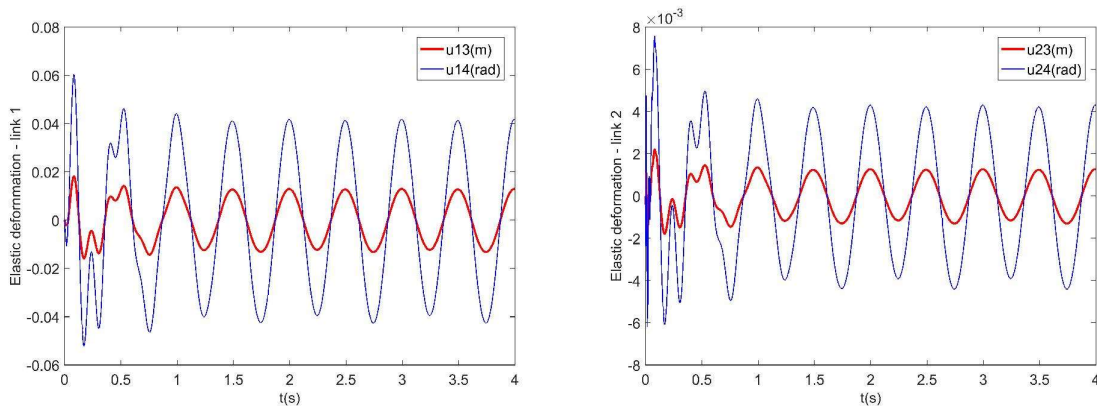 0.08
0.06
0.04
0.02
0
-0.02
-0.04
-0.06
Elastic deformation - link 1
0 0.5 1 1.5 2 2.5 3 3.5 4
t(s)
u13(m)
u14(rad)
×10⁻³
8
6
4
2
0
-2
-4
-6
-8
Elastic deformation - link 2
0 0.5 1 1.5 2 2.5 3 3.5 4
t(s)
u23(m)
u24(rad)